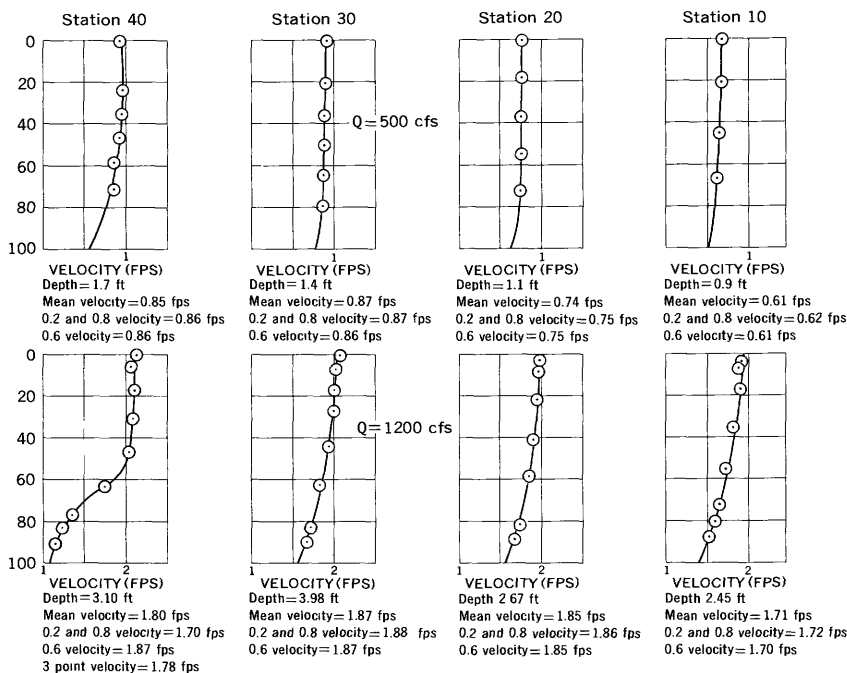 Station 40 Station 30 Station 20 Station 10
0
20
40
60
80
100
Q=500 cfs
1 1 1 1
VELOCITY (FPS) VELOCITY (FPS) VELOCITY (FPS) VELOCITY (FPS)
Depth=1.7 ft
Mean velocity=0.85 fps
0.2 and 0.8 velocity=0.86 fps
0.6 velocity=0.86 fps
Depth=1.4 ft
Mean velocity=0.87 fps
0.2 and 0.8 velocity=0.87 fps
0.6 velocity=0.86 fps
Depth=1.1 ft
Mean velocity=0.74 fps
0.2 and 0.8 velocity=0.75 fps
0.6 velocity=0.75 fps
Depth=0.9 ft
Mean velocity=0.61 fps
0.2 and 0.8 velocity=0.62 fps
0.6 velocity=0.61 fps
0
20
40
60
80
100
Q=1200 cfs
1 2 1 2 1 2 1 2
VELOCITY (FPS) VELOCITY (FPS) VELOCITY (FPS) VELOCITY (FPS)
Depth=3.10 ft
Mean velocity=1.80 fps
0.2 and 0.8 velocity=1.70 fps
0.6 velocity=1.87 fps
3 point velocity=1.78 fps
Depth=3.98 ft
Mean velocity=1.87 fps
0.2 and 0.8 velocity=1.88 fps
0.6 velocity=1.87 fps
Depth 2 67 ft
Mean velocity=1.85 fps
0.2 and 0.8 velocity=1.86 fps
0.6 velocity=1.85 fps
Depth 2.45 ft
Mean velocity=1.71 fps
0.2 and 0.8 velocity=1.72 fps
0.6 velocity=1.70 fps